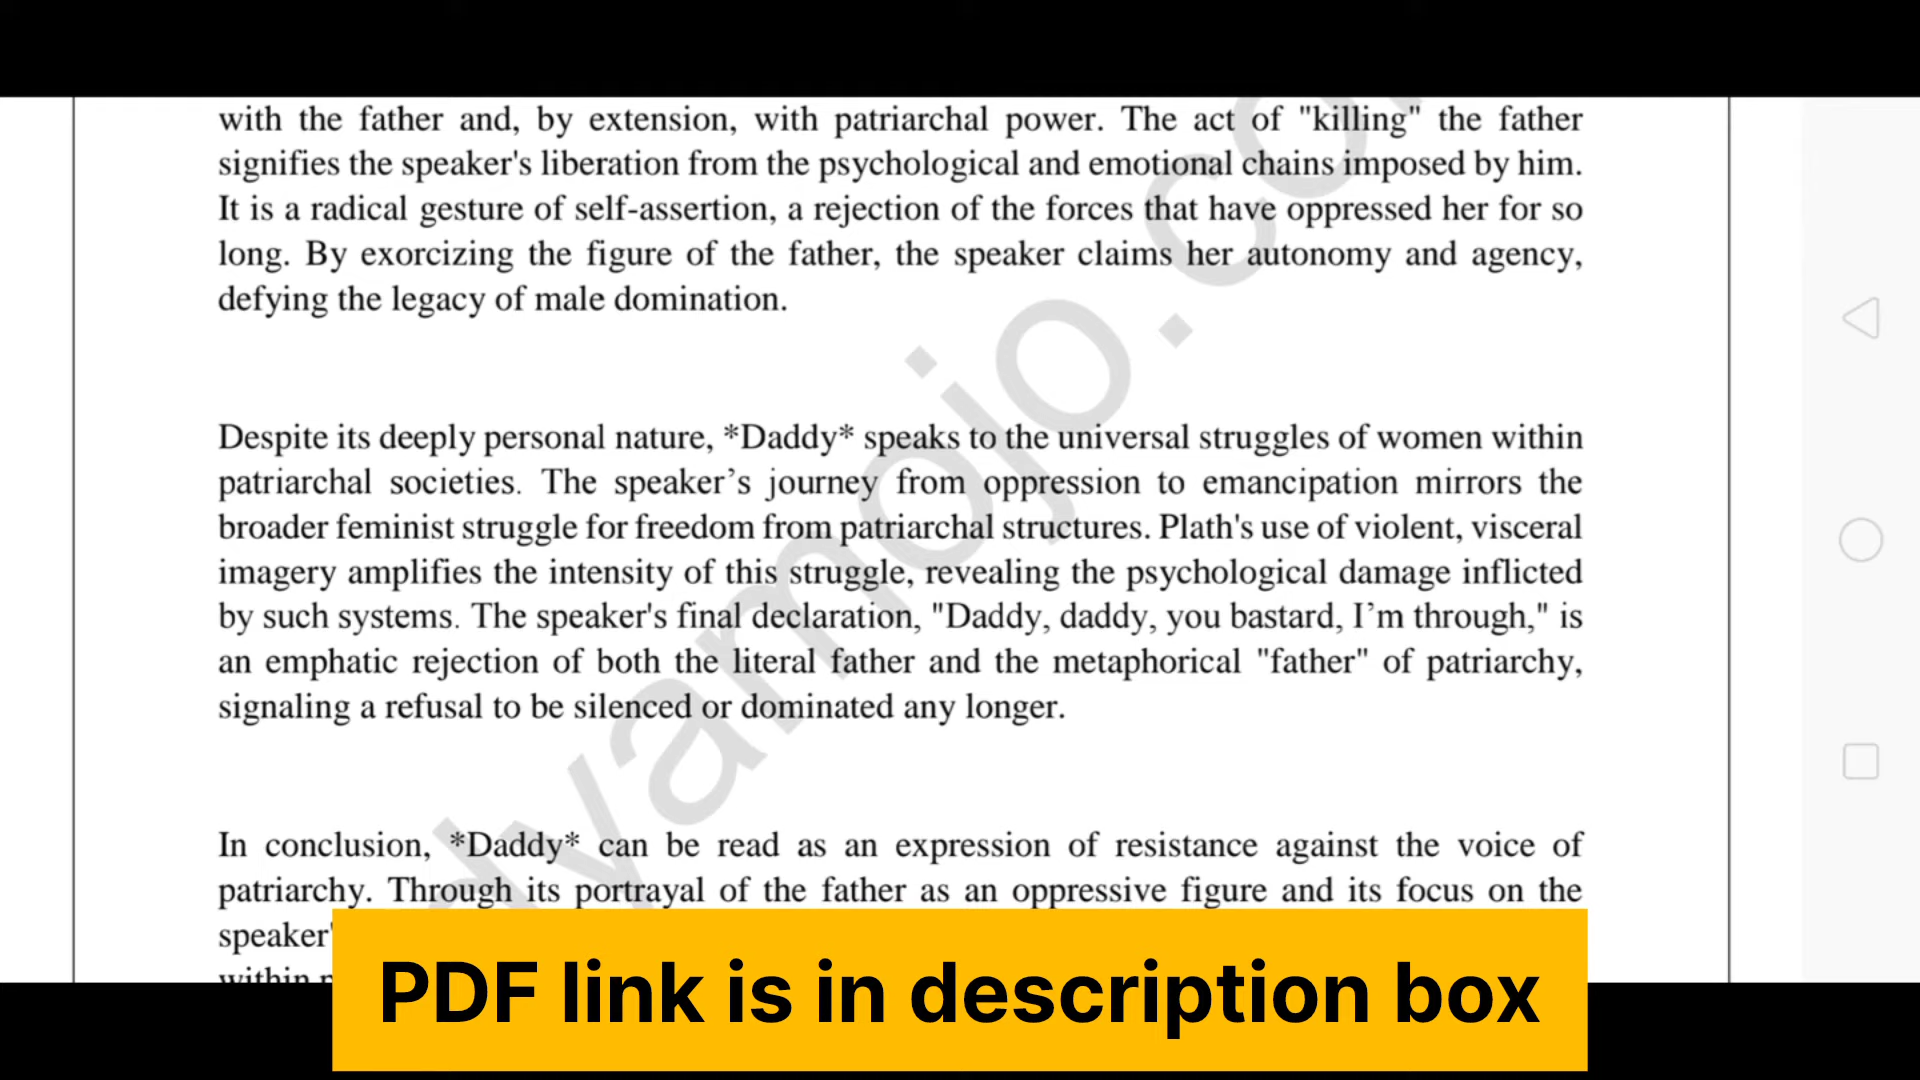 with the father and, by extension, with patriarchal power. The act of "killing" the father
signifies the speaker's liberation from the psychological and emotional chains imposed by him.
It is a radical gesture of self-assertion, a rejection of the forces that have oppressed her for so
long. By exorcizing the figure of the father, the speaker claims her autonomy and agency,
defying the legacy of male domination.
Despite its deeply personal nature, *Daddy* speaks to the universal struggles of women within
patriarchal societies. The speaker’s journey from oppression to emancipation mirrors the
broader feminist struggle for freedom from patriarchal structures. Plath's use of violent, visceral
imagery amplifies the intensity of this struggle, revealing the psychological damage inflicted
by such systems. The speaker's final declaration, "Daddy, daddy, you bastard, I’m through," is
an emphatic rejection of both the literal father and the metaphorical "father" of patriarchy,
signaling a refusal to be silenced or dominated any longer.
In conclusion, *Daddy* can be read as an expression of resistance against the voice of
patriarchy. Through its portrayal of the father as an oppressive figure and its focus on the
speaker'
within
PDF link is in description box